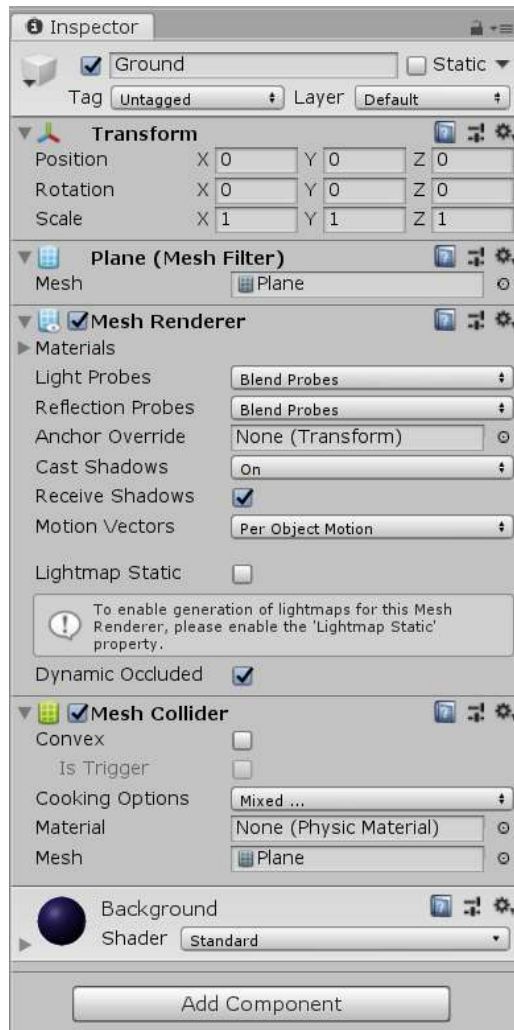 Inspector
Ground Static
Tag Untagged Layer Default
Transform
Position X 0 Y 0 Z 0
Rotation X 0 Y 0 Z 0
Scale X 1 Y 1 Z 1
Plane (Mesh Filter)
Mesh Plane
Mesh Renderer
Materials
Light Probes Blend Probes
Reflection Probes Blend Probes
Anchor Override None (Transform)
Cast Shadows On
Receive Shadows
Motion Vectors Per Object Motion
Lightmap Static
To enable generation of lightmaps for this Mesh
Renderer, please enable the 'Lightmap Static'
property.
Dynamic Occluded
Mesh Collider
Convex
Is Trigger
Cooking Options Mixed ...
Material None (Physic Material)
Mesh Plane
Background
Shader Standard
Add Component